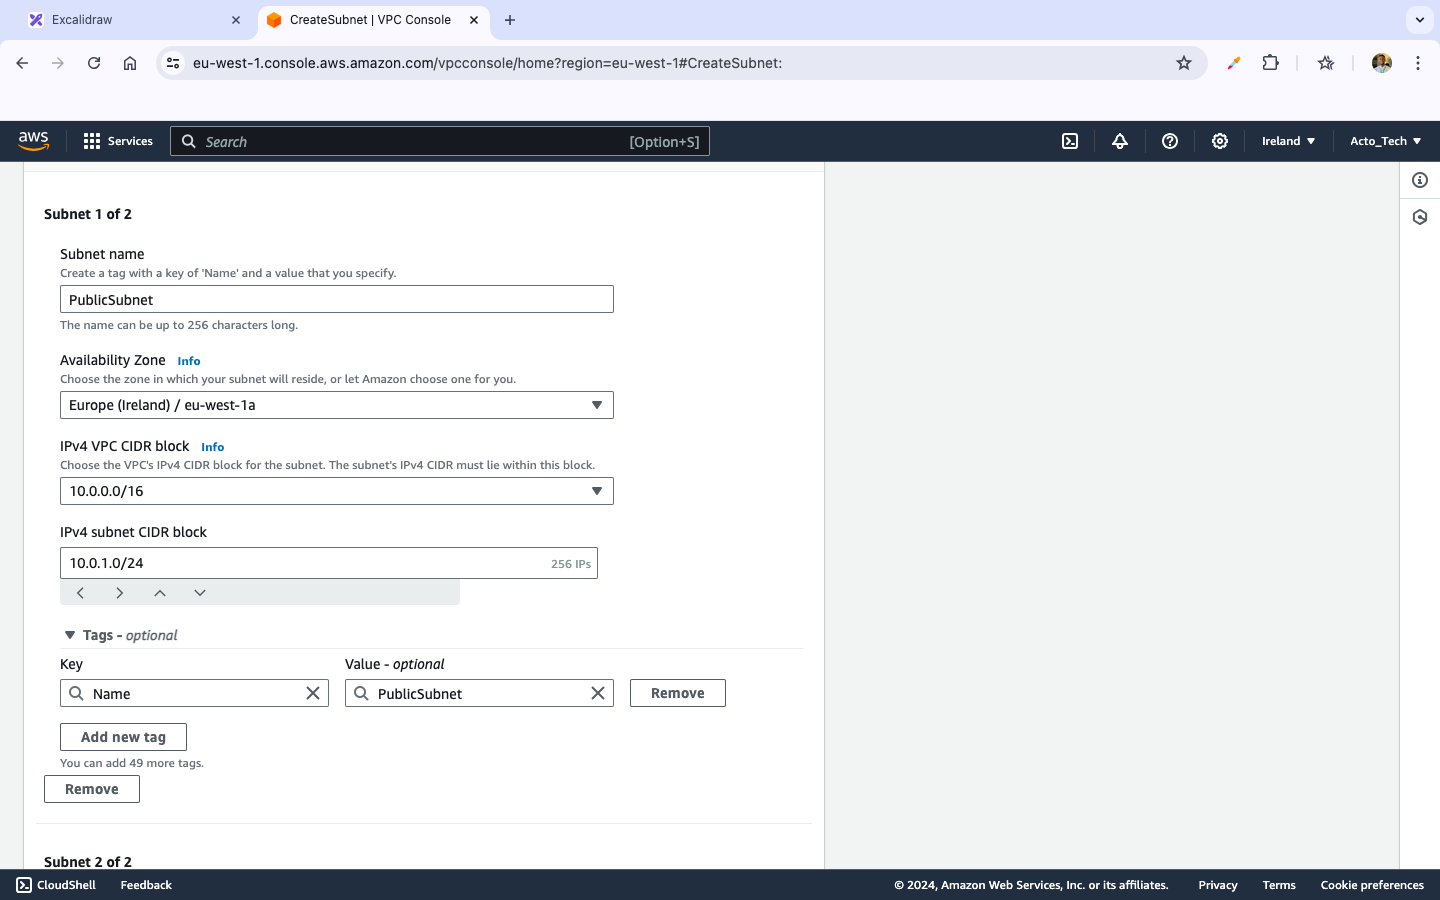 Excalidraw
CreateSubnet | VPC Console
eu-west-1.console.aws.amazon.com/vpcconsole/home?region=eu-west-1#CreateSubnet:
aws
Services
Search
[Option+S]
Ireland
Acto_Tech
Subnet 1 of 2
Subnet name
Create a tag with a key of 'Name' and a value that you specify.
PublicSubnet
The name can be up to 256 characters long.
Availability Zone Info
Choose the zone in which your subnet will reside, or let Amazon choose one for you.
Europe (Ireland) / eu-west-1a
IPv4 VPC CIDR block Info
Choose the VPC's IPv4 CIDR block for the subnet. The subnet's IPv4 CIDR must lie within this block.
10.0.0.0/16
IPv4 subnet CIDR block
10.0.1.0/24 256 IPs
Tags - optional
Key Value - optional
Name PublicSubnet Remove
Add new tag
You can add 49 more tags.
Remove
Subnet 2 of 2
CloudShell Feedback © 2024, Amazon Web Services, Inc. or its affiliates. Privacy Terms Cookie preferences